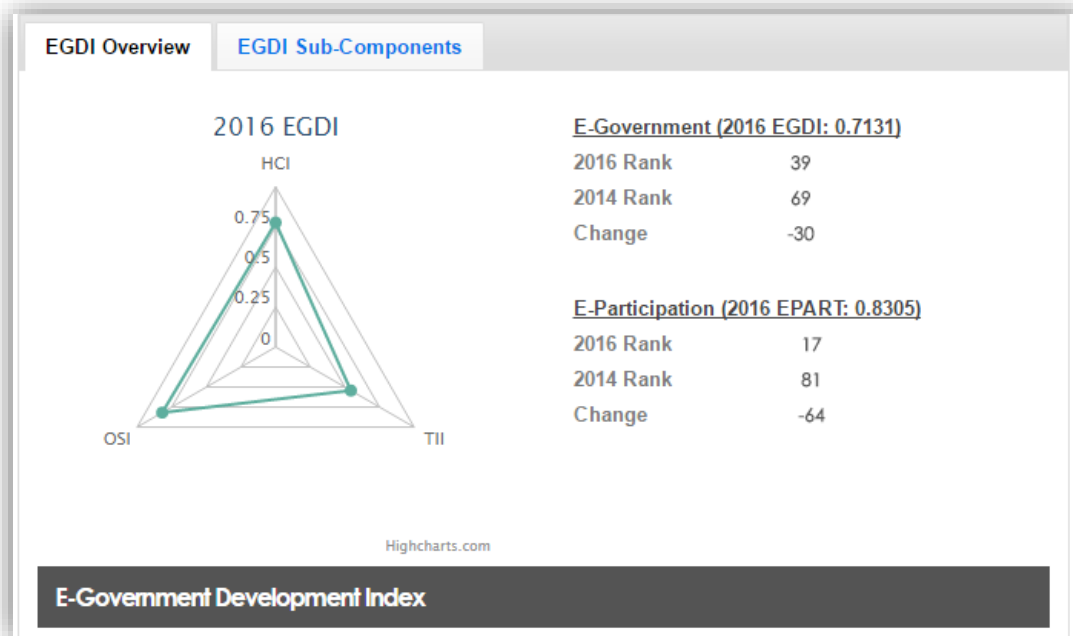 EGDI Overview
EGDI Sub-Components
2016 EGDI
HCI
0.75
0.5
0.25
0
OSI
TII
Highcharts.com
E-Government (2016 EGDI: 0.7131)
2016 Rank 39
2014 Rank 69
Change -30
E-Participation (2016 EPART: 0.8305)
2016 Rank 17
2014 Rank 81
Change -64
E-Government Development Index